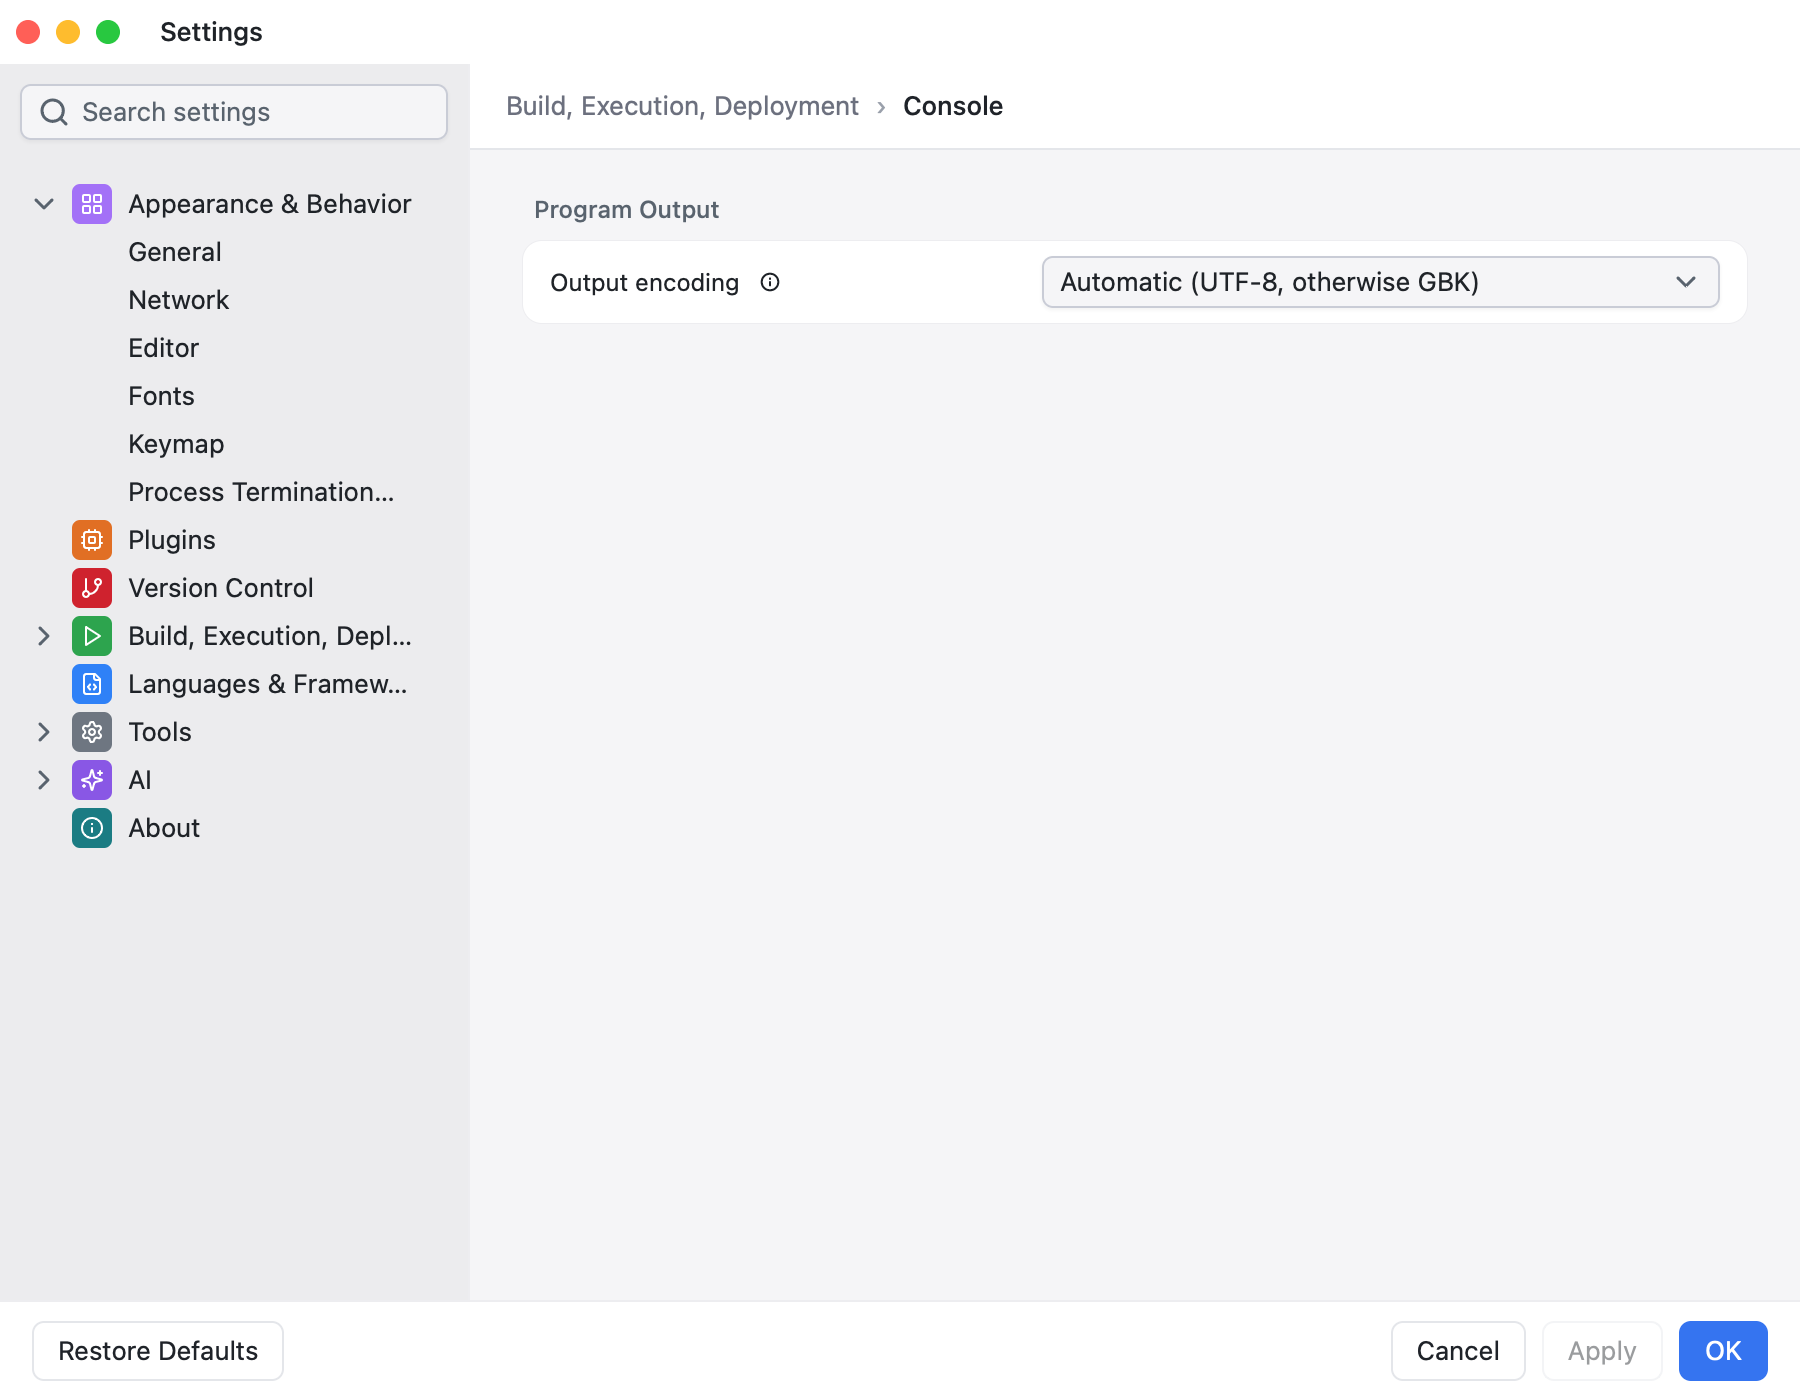 Settings
Search settings
Appearance & Behavior
General
Network
Editor
Fonts
Keymap
Process Termination...
Plugins
Version Control
Build, Execution, Depl...
Languages & Framew...
Tools
AI
About
Build, Execution, Deployment › Console
Program Output
Output encoding
Automatic (UTF-8, otherwise GBK)
Restore Defaults
Cancel
Apply
OK